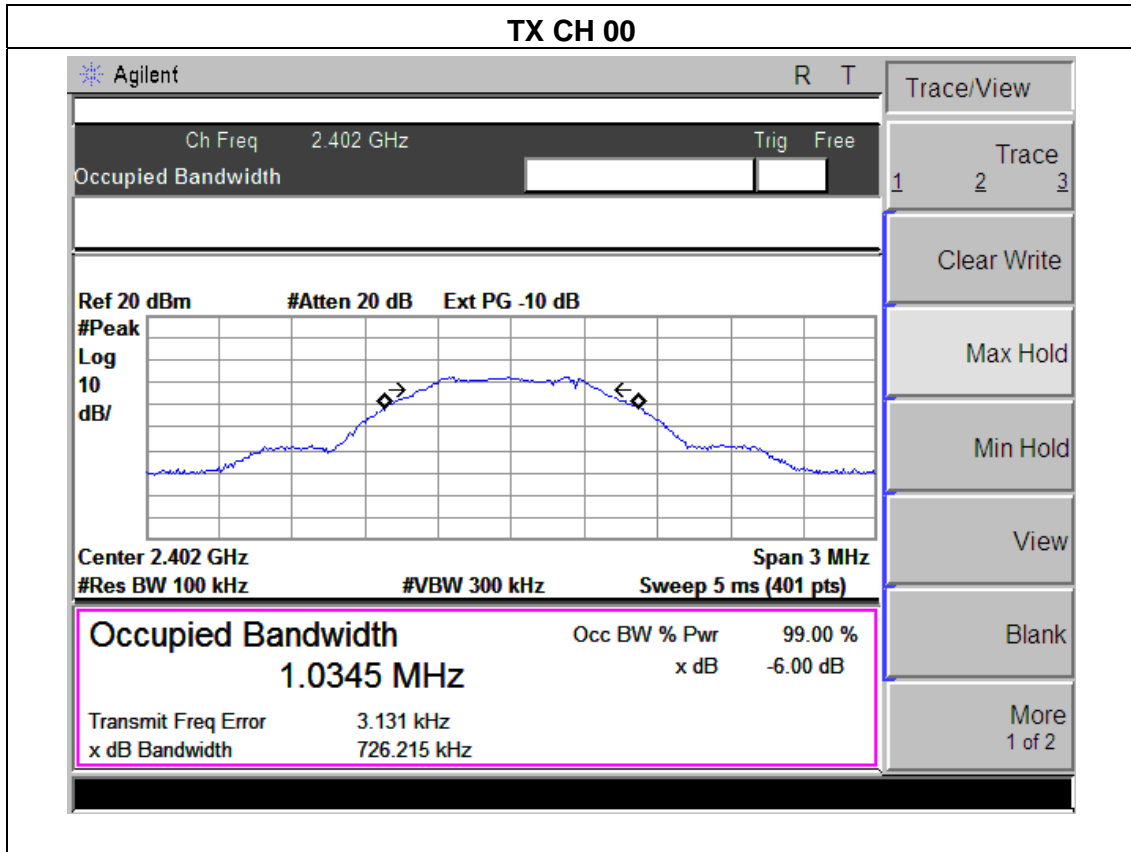 TX CH 00
Agilent R T
Trace/View
Ch Freq 2.402 GHz Trig Free
Occupied Bandwidth
Trace
1 2 3
Clear Write
Ref 20 dBm #Atten 20 dB Ext PG -10 dB
#Peak
Log
10
dB/
Max Hold
Min Hold
View
Center 2.402 GHz Span 3 MHz
#Res BW 100 kHz #VBW 300 kHz Sweep 5 ms (401 pts)
Occupied Bandwidth Occ BW % Pwr 99.00 %
1.0345 MHz x dB -6.00 dB
Blank
Transmit Freq Error 3.131 kHz
x dB Bandwidth 726.215 kHz
More
1 of 2